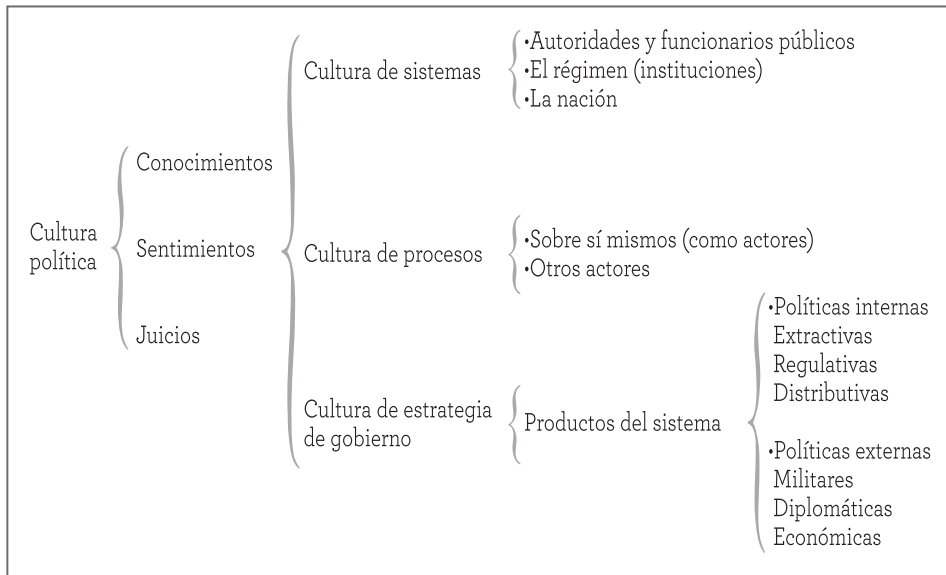 Cultura
política
Conocimientos
Sentimientos
Juicios
Cultura de sistemas
•Autoridades y funcionarios públicos
•El régimen (instituciones)
•La nación
Cultura de procesos
•Sobre sí mismos (como actores)
•Otros actores
Cultura de estrategia
de gobierno
Productos del sistema
•Políticas internas
Extractivas
Regulativas
Distributivas
•Políticas externas
Militares
Diplomáticas
Económicas